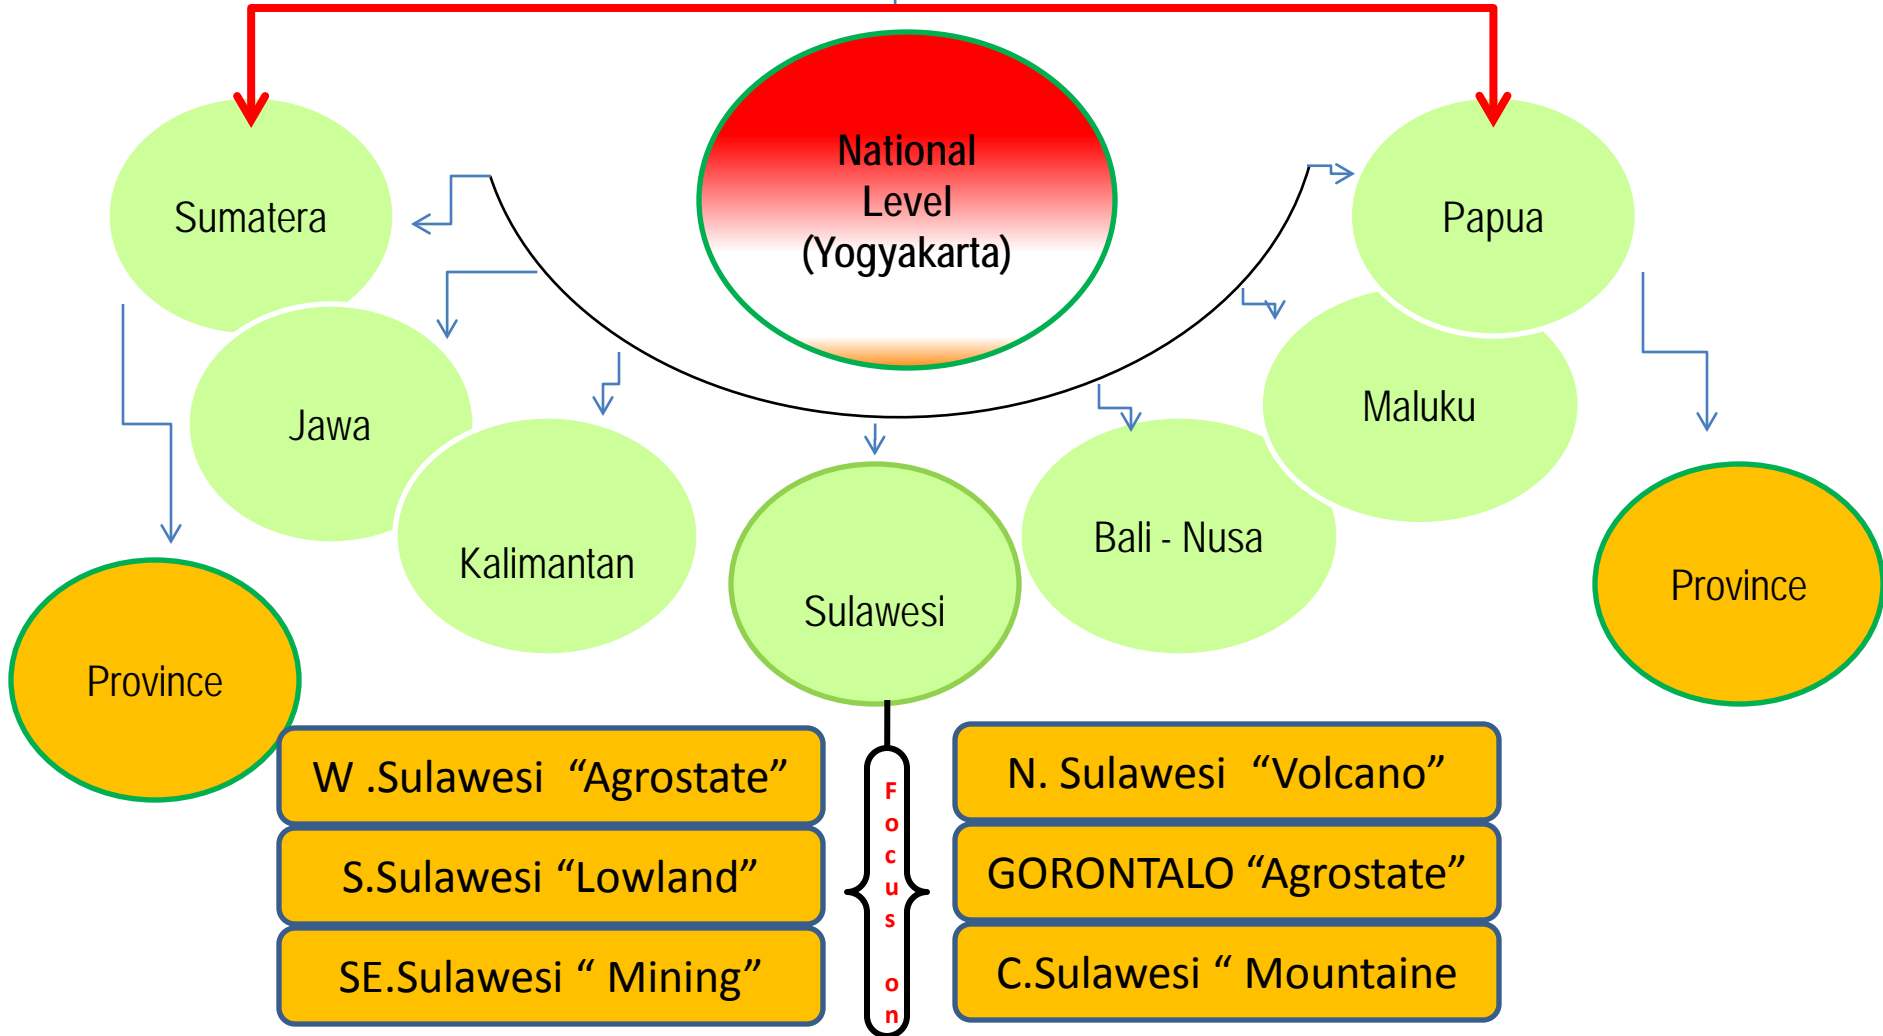 National
Level
(Yogyakarta)
Sumatera
Papua
Jawa
Maluku
Kalimantan
Bali - Nusa
Sulawesi
Province
Province
W .Sulawesi “Agrostate”
S.Sulawesi “Lowland”
SE.Sulawesi “ Mining”
Focus on
N. Sulawesi “Volcano”
GORONTALO “Agrostate”
C.Sulawesi “ Mountaine